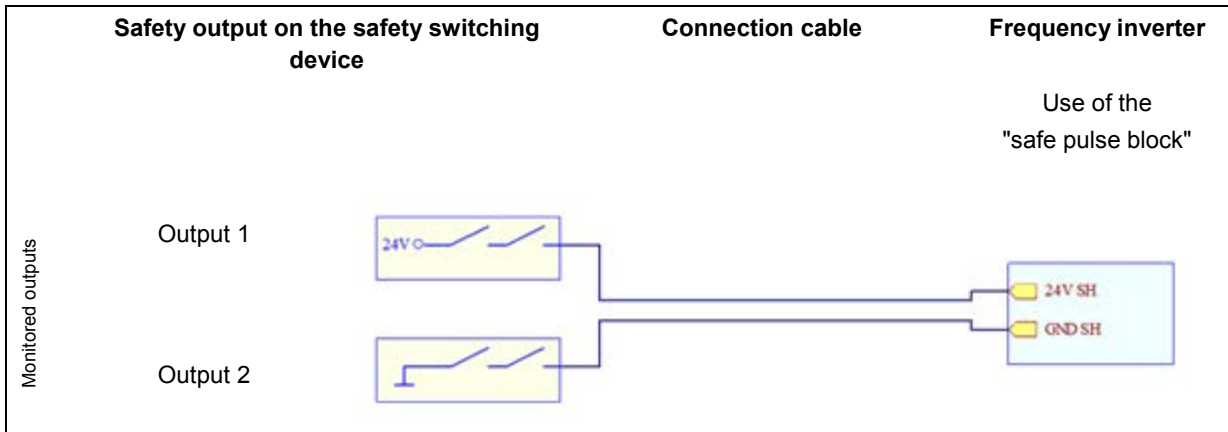 Safety output on the safety switching
device
Connection cable
Frequency inverter
Use of the
"safe pulse block"
Monitored outputs
Output 1
24V
24V SH
GND SH
Output 2